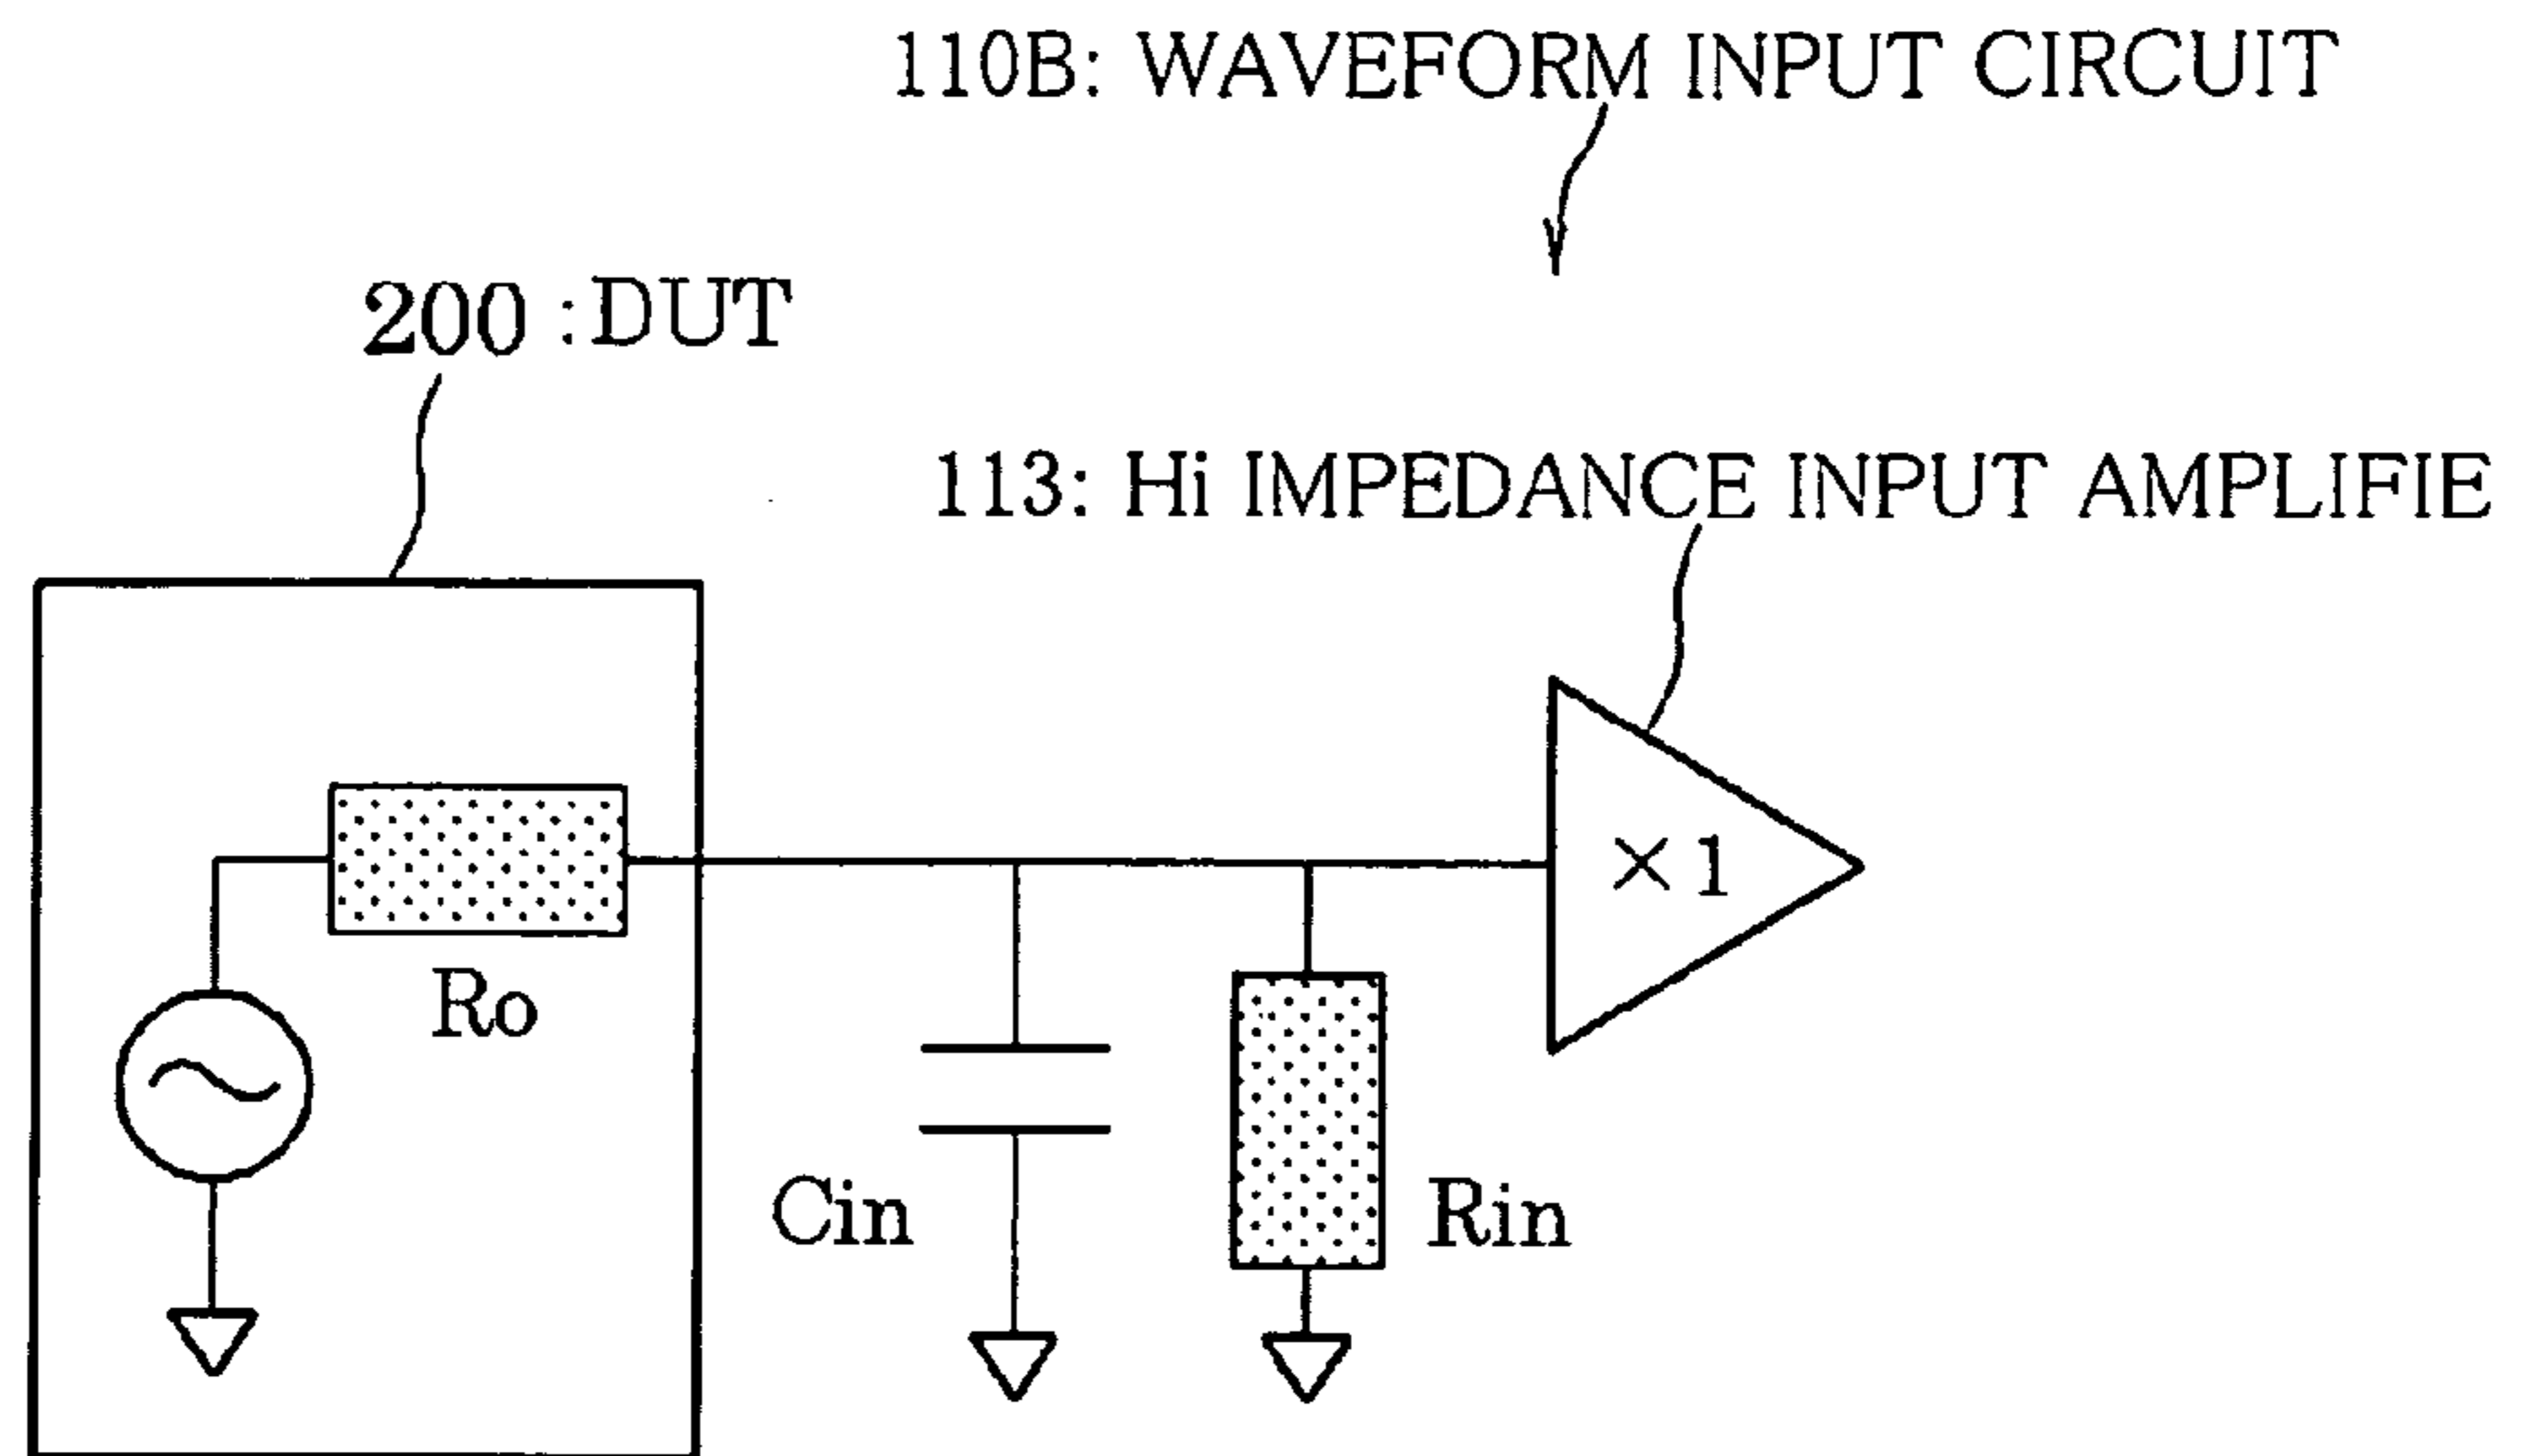 110B: WAVEFORM INPUT CIRCUIT
200 : DUT
113: Hi IMPEDANCE INPUT AMPLIFIE
×1
Ro
Cin
Rin